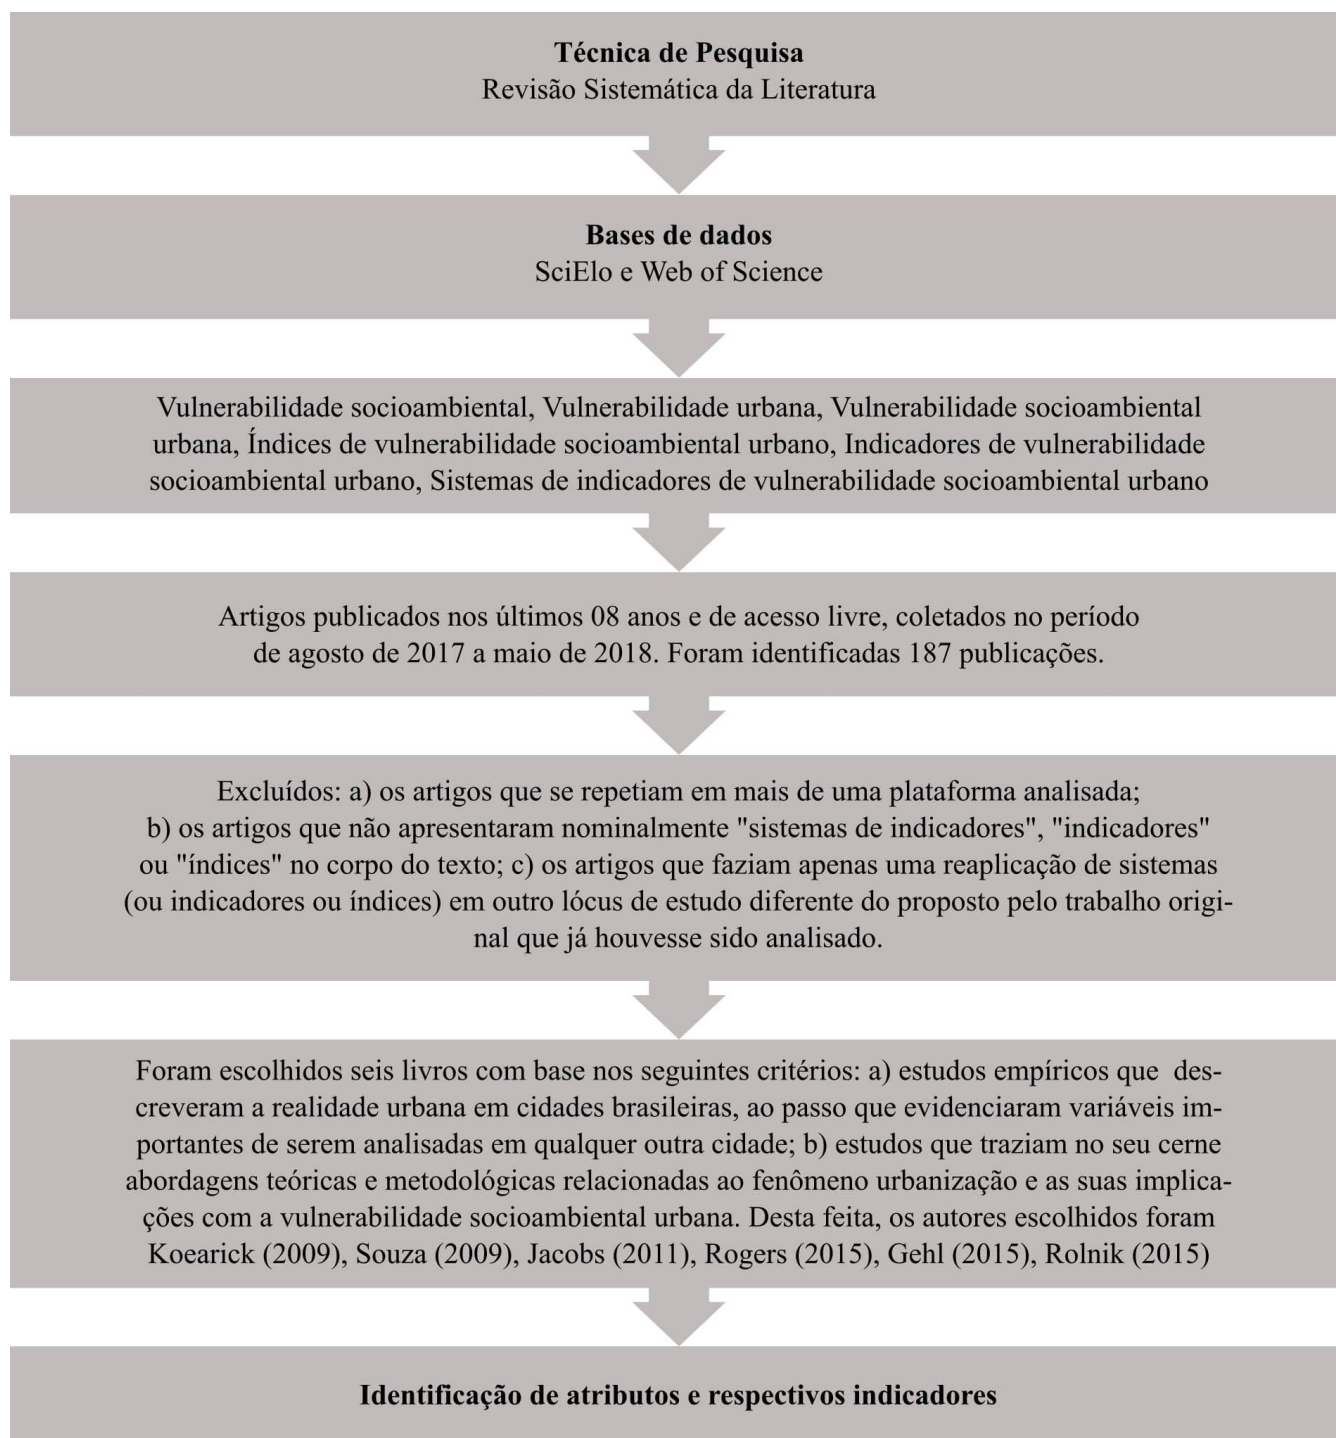 Técnica de Pesquisa
Revisão Sistemática da Literatura
Bases de dados
SciElo e Web of Science
Vulnerabilidade socioambiental, Vulnerabilidade urbana, Vulnerabilidade socioambiental
urbana, Índices de vulnerabilidade socioambiental urbano, Indicadores de vulnerabilidade
socioambiental urbano, Sistemas de indicadores de vulnerabilidade socioambiental urbano
Artigos publicados nos últimos 08 anos e de acesso livre, coletados no período
de agosto de 2017 a maio de 2018. Foram identificadas 187 publicações.
Excluídos: a) os artigos que se repetiam em mais de uma plataforma analisada;
b) os artigos que não apresentaram nominalmente "sistemas de indicadores", "indicadores"
ou "índices" no corpo do texto; c) os artigos que faziam apenas uma reaplicação de sistemas
(ou indicadores ou índices) em outro lócus de estudo diferente do proposto pelo trabalho origi-
nal que já houvesse sido analisado.
Foram escolhidos seis livros com base nos seguintes critérios: a) estudos empíricos que des-
creveram a realidade urbana em cidades brasileiras, ao passo que evidenciaram variáveis im-
portantes de serem analisadas em qualquer outra cidade; b) estudos que traziam no seu cerne
abordagens teóricas e metodológicas relacionadas ao fenômeno urbanização e as suas implica-
ções com a vulnerabilidade socioambiental urbana. Desta feita, os autores escolhidos foram
Koearick (2009), Souza (2009), Jacobs (2011), Rogers (2015), Gehl (2015), Rolnik (2015)
Identificação de atributos e respectivos indicadores